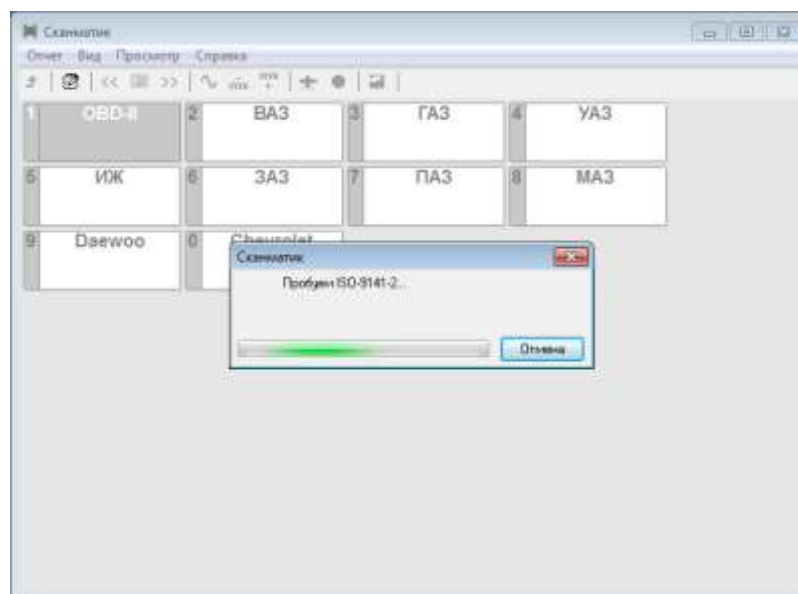 Сканматик
Отчет Вид Просмотр Справка
1 OBD-II 2 ВАЗ 3 ГАЗ 4 УАЗ
5 ИЖ 6 ЗАЗ 7 ПАЗ 8 МАЗ
9 Daewoo 0 Chevrolet
Сканматик
Пробуем ISO-9141-2...
Отмена